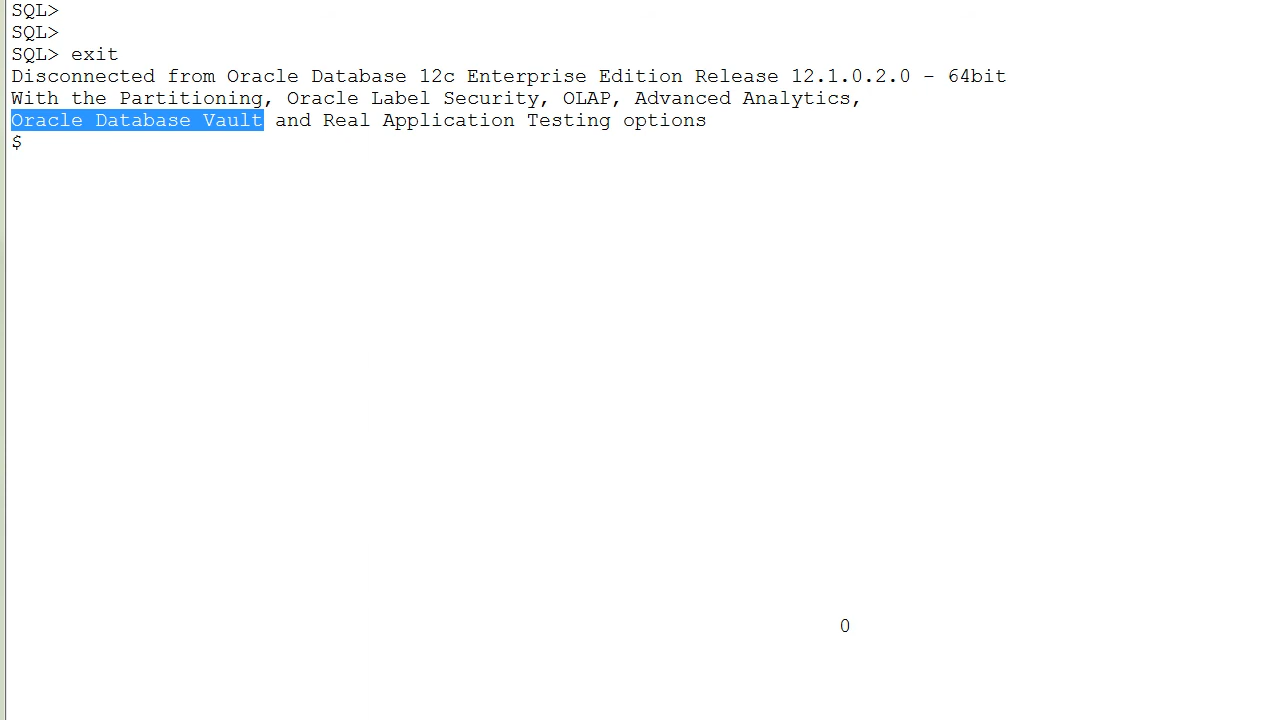 SQL>
SQL>
SQL> exit
Disconnected from Oracle Database 12c Enterprise Edition Release 12.1.0.2.0 - 64bit
With the Partitioning, Oracle Label Security, OLAP, Advanced Analytics,
Oracle Database Vault and Real Application Testing options
$
0